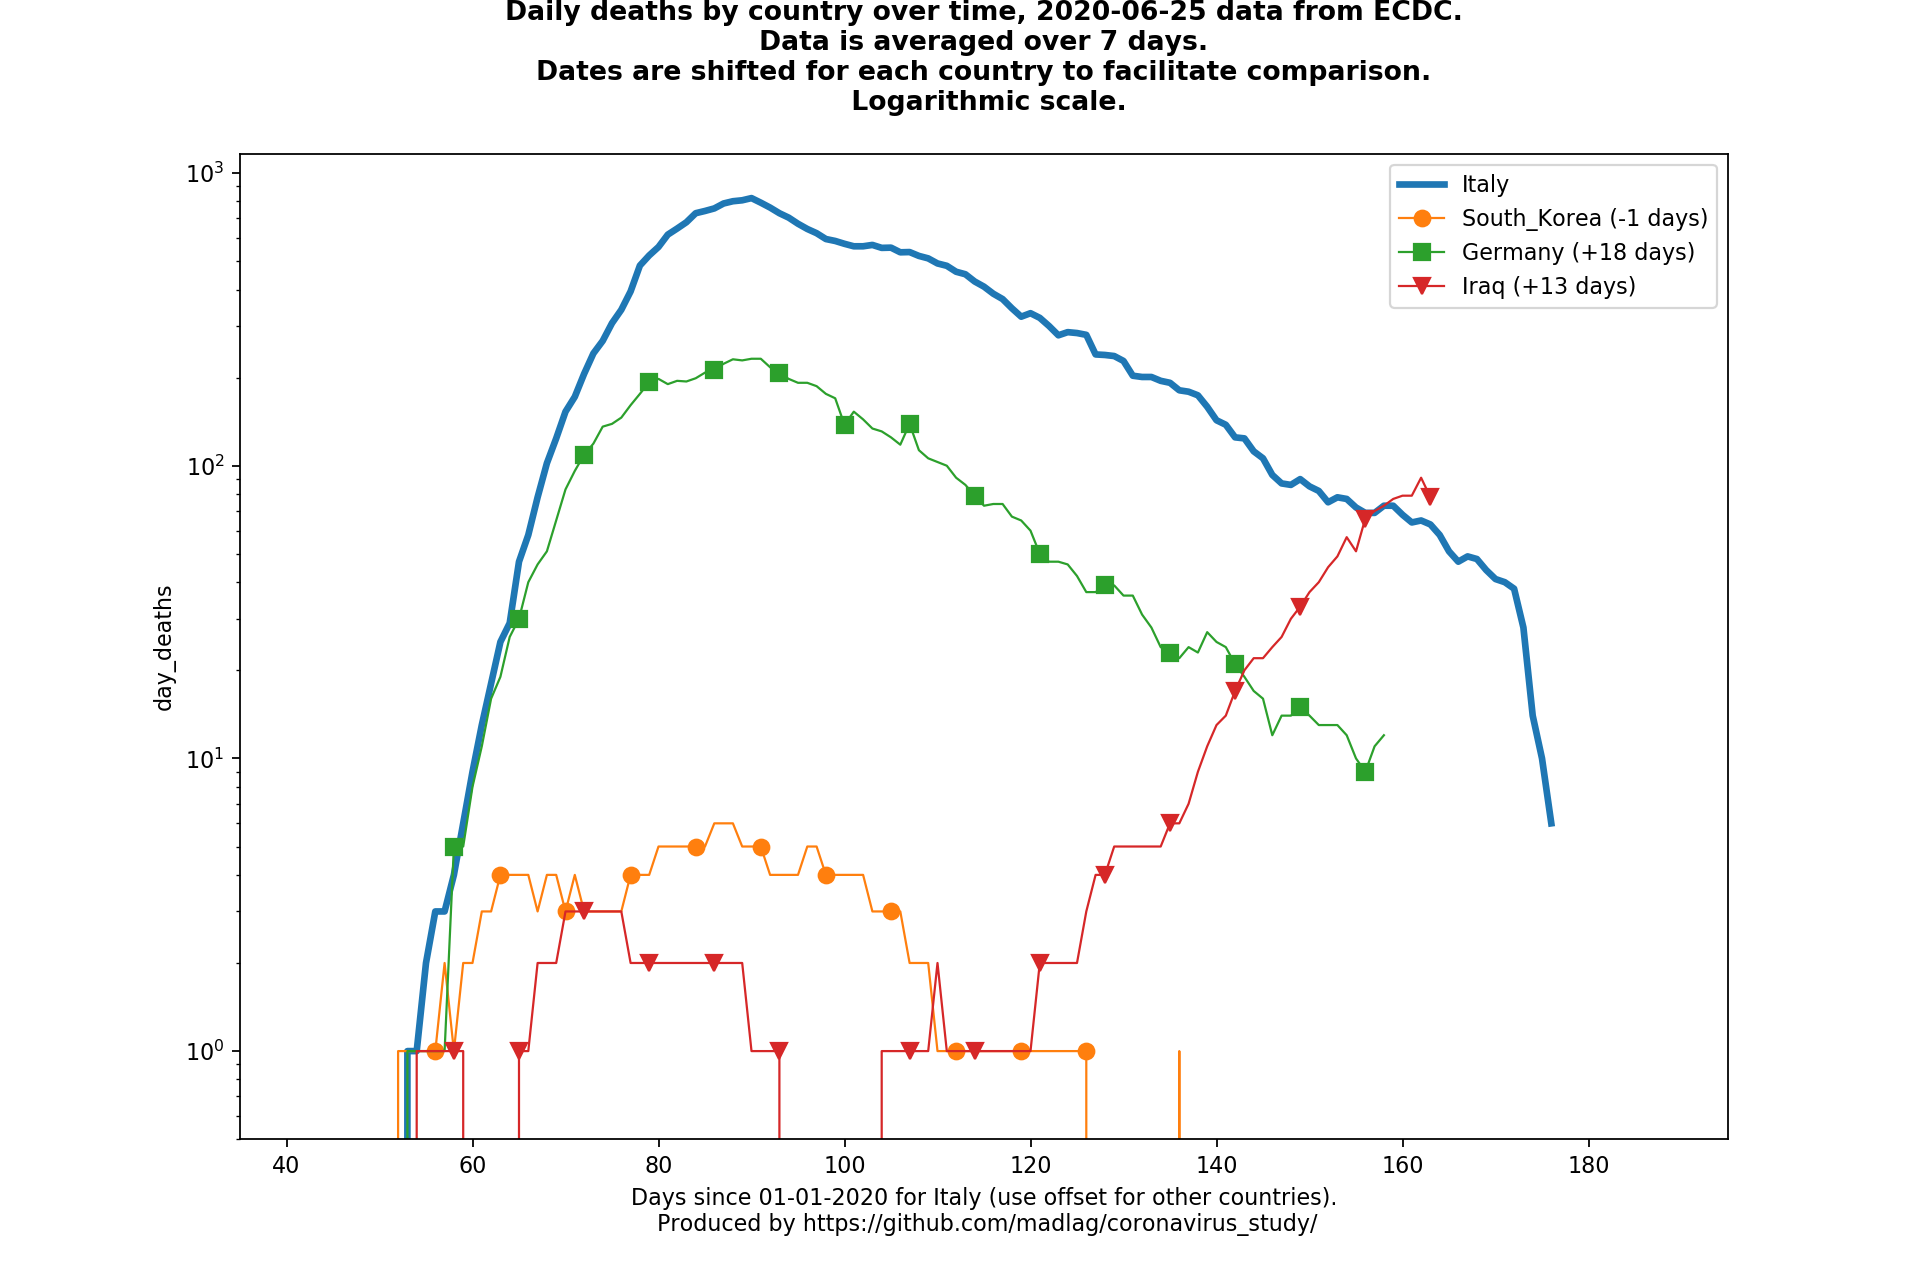 Daily deaths by country over time, 2020-06-25 data from ECDC.
Data is averaged over 7 days.
Dates are shifted for each country to facilitate comparison.
Logarithmic scale.
10³
10²
10¹
10⁰
day_deaths
Italy
South_Korea (-1 days)
Germany (+18 days)
Iraq (+13 days)
40 60 80 100 120 140 160 180
Days since 01-01-2020 for Italy (use offset for other countries).
Produced by https://github.com/madlag/coronavirus_study/